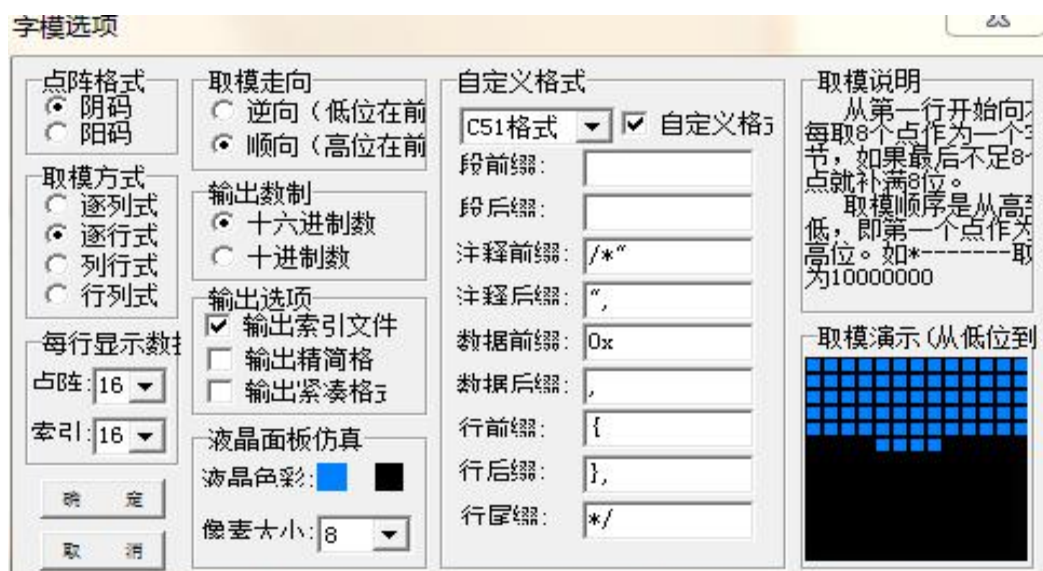 字模选项
点阵格式
阴码
阳码
取模方式
逐列式
逐行式
列行式
行列式
每行显示数
点阵: 16
索引: 16
确 定
取 消
取模走向
逆向(低位在前
顺向(高位在前
输出数制
十六进制数
十进制数
输出选项
输出索引文件
输出精简格
输出紧凑格
液晶面板仿真
液晶色彩:
像素大小: 8
自定义格式
C51格式 自定义格
段前缀:
段后缀:
注释前缀: /*"
注释后缀: ",
数据前缀: 0x
数据后缀: ,
行前缀: {
行后缀: },
行尾缀: */
取模说明
从第一行开始向
每取8个点作为一个
节，如果最后不足8
点就补满8位。
取模顺序是从高
低，即第一个点作为
高位。如*-------取
为10000000
取模演示(从低位到